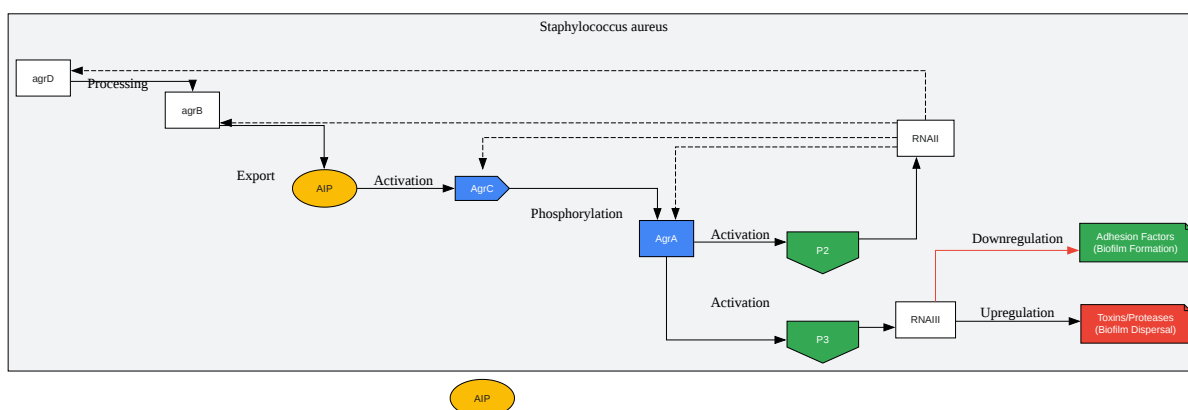 Staphylococcus aureus
agrD
Processing
agrB
RNAII
Export
AIP
Activation
AgrC
Phosphorylation
AgrA
Activation
P2
Downregulation
Adhesion Factors
(Biofilm Formation)
Activation
P3
RNAIII
Upregulation
Toxins/Proteases
(Biofilm Dispersal)
AIP